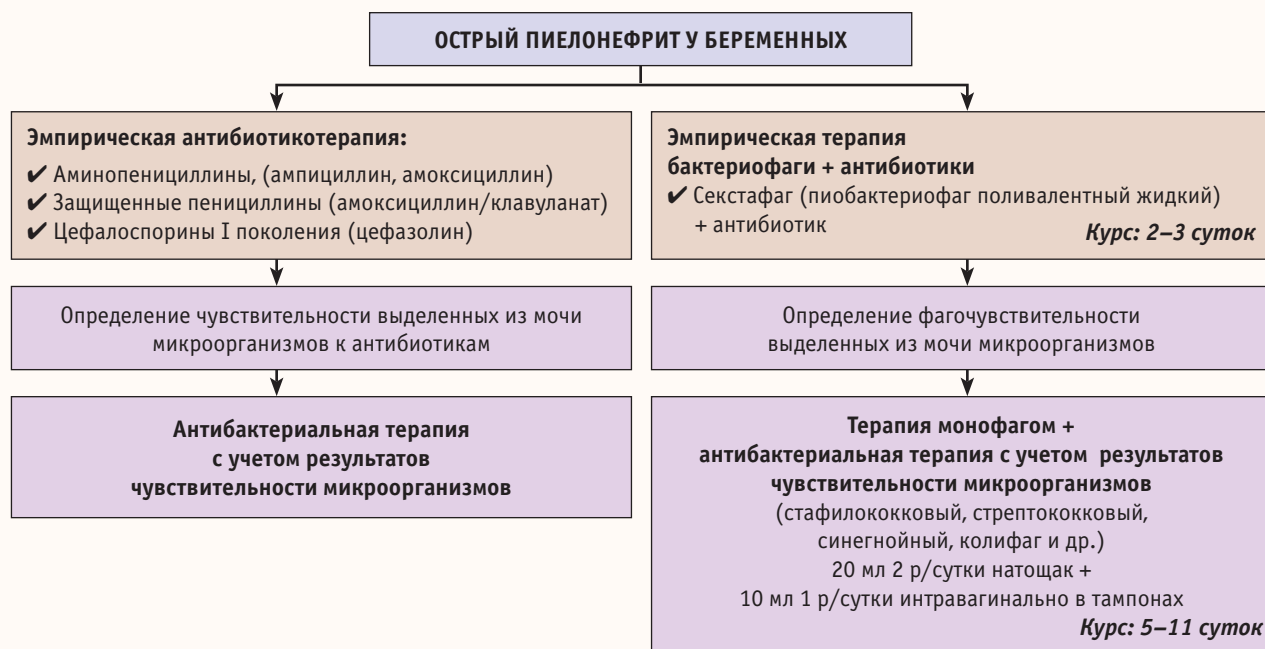 ОСТРЫЙ ПИЕЛОНЕФРИТ У БЕРЕМЕННЫХ
Эмпирическая антибиотикотерапия:
✔ Аминопенициллины, (ампициллин, амоксициллин)
✔ Защищенные пенициллины (амоксициллин/клавуланат)
✔ Цефалоспорины I поколения (цефазолин)
Определение чувствительности выделенных из мочи
микроорганизмов к антибиотикам
Антибактериальная терапия
с учетом результатов
чувствительности микроорганизмов
Эмпирическая терапия
бактериофаги + антибиотики
✔ Секстафаг (пиобактериофаг поливалентный жидкий)
+ антибиотик
Курс: 2–3 суток
Определение фагочувствительности
выделенных из мочи микроорганизмов
Терапия монофагом +
антибактериальная терапия с учетом результатов
чувствительности микроорганизмов
(стафилококковый, стрептококковый,
синегнойный, колифаг и др.)
20 мл 2 р/сутки натощак +
10 мл 1 р/сутки интравагинально в тампонах
Курс: 5–11 суток